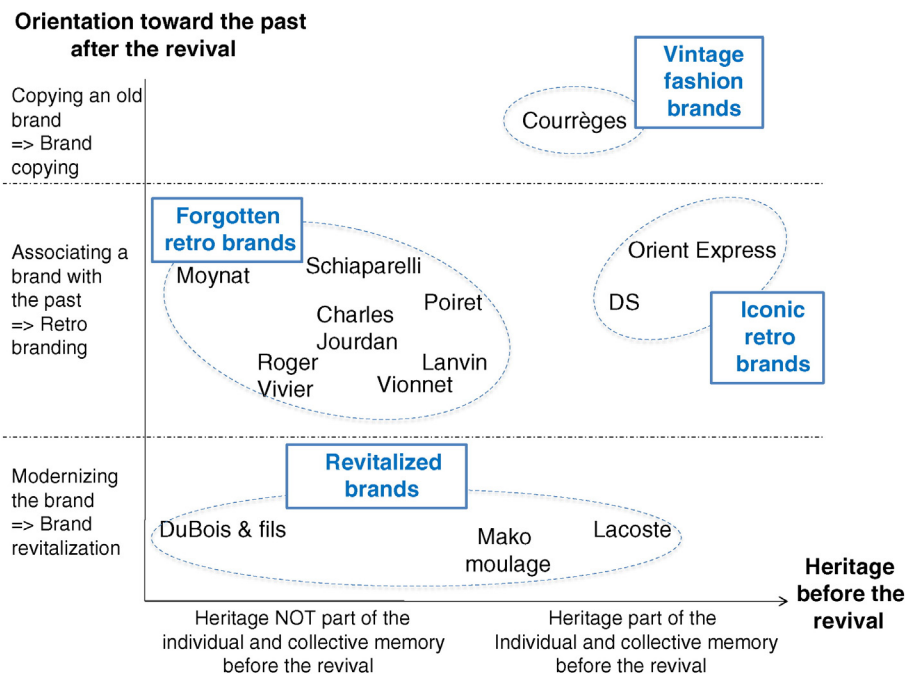 Orientation toward the past
after the revival
Copying an old
brand
=> Brand
copying
Vintage
fashion
brands
Courrèges
Associating a
brand with
the past
=> Retro
branding
Forgotten
retro brands
Moynat
Schiaparelli
Poiret
Charles
Jourdan
Roger
Vivier
Lanvin
Vionnet
Orient Express
DS
Iconic
retro
brands
Modernizing
the brand
=> Brand
revitalization
Revitalized
brands
DuBois & fils
Mako
moulage
Lacoste
Heritage
before the
revival
Heritage NOT part of the
individual and collective memory
before the revival
Heritage part of the
Individual and collective memory
before the revival